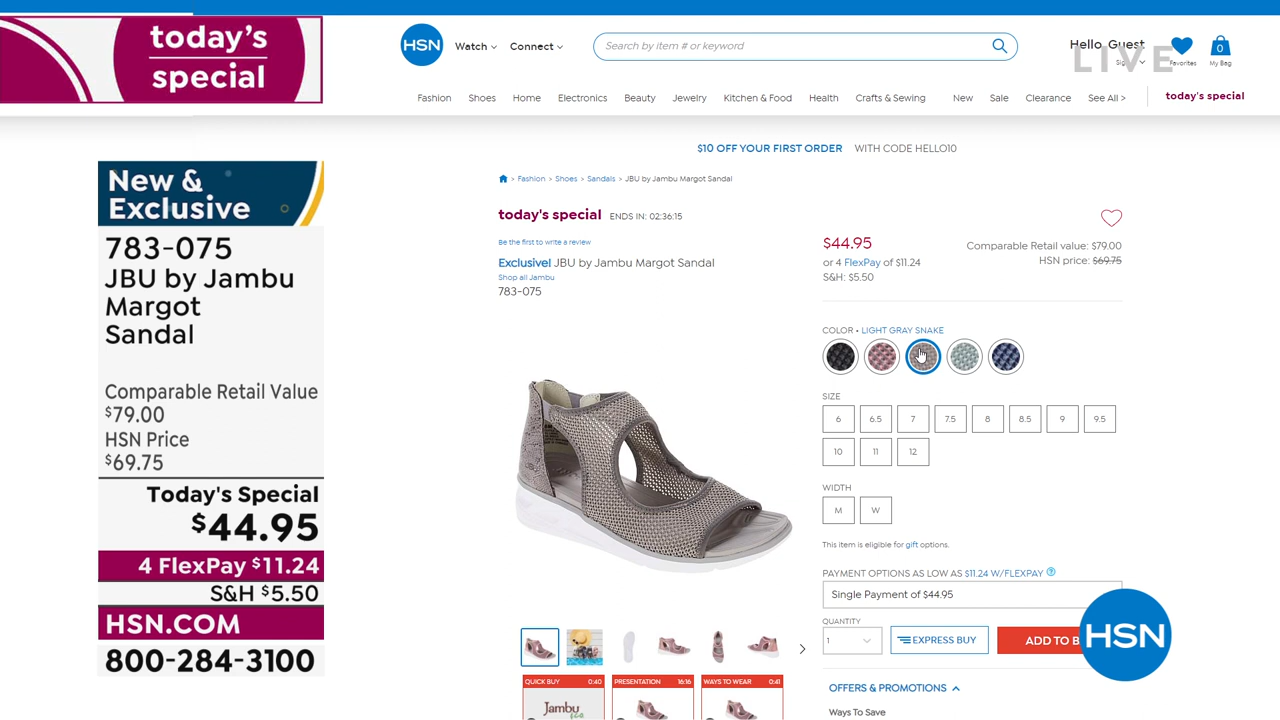 today's
special
HSN
Watch
Connect
Search by item # or keyword
Hello, Guest
LIVE
Favorites
0
My Bag
Fashion Shoes Home Electronics Beauty Jewelry Kitchen & Food Health Crafts & Sewing New Sale Clearance See All > today's special
$10 OFF YOUR FIRST ORDER WITH CODE HELLO10
> Fashion > Shoes > Sandals > JBU by Jambu Margot Sandal
today's special ENDS IN: 02:36:15
Be the first to write a review
Exclusive! JBU by Jambu Margot Sandal
Shop all Jambu
783-075
$44.95
or 4 FlexPay of $11.24
S&H: $5.50
Comparable Retail value: $79.00
HSN price: $69.75
COLOR • LIGHT GRAY SNAKE
SIZE
6 6.5 7 7.5 8 8.5 9 9.5
10 11 12
WIDTH
M W
This item is eligible for gift options.
PAYMENT OPTIONS AS LOW AS $11.24 W/FLEXPAY ?
Single Payment of $44.95
QUANTITY
1
EXPRESS BUY
ADD TO B
HSN
OFFERS & PROMOTIONS
Ways To Save
QUICK BUY 0:40
PRESENTATION 16:16
WAYS TO WEAR 0:41
Jambu
New &
Exclusive
783-075
JBU by Jambu
Margot
Sandal
Comparable Retail Value
$79.00
HSN Price
$69.75
Today's Special
$44.95
4 FlexPay $11.24
S&H $5.50
HSN.COM
800-284-3100